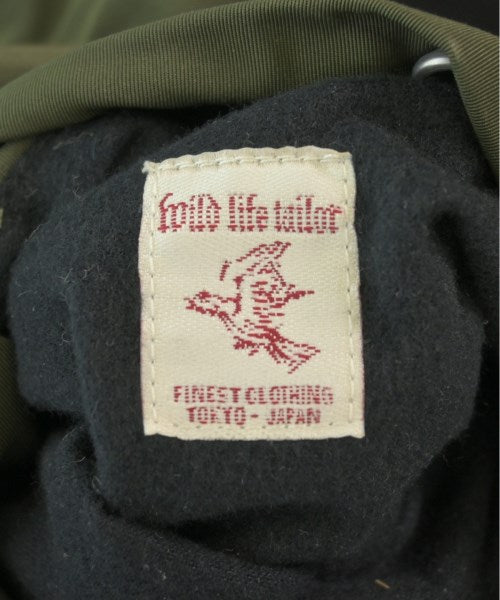 wild life tailor
FINEST CLOTHING
TOKYO - JAPAN